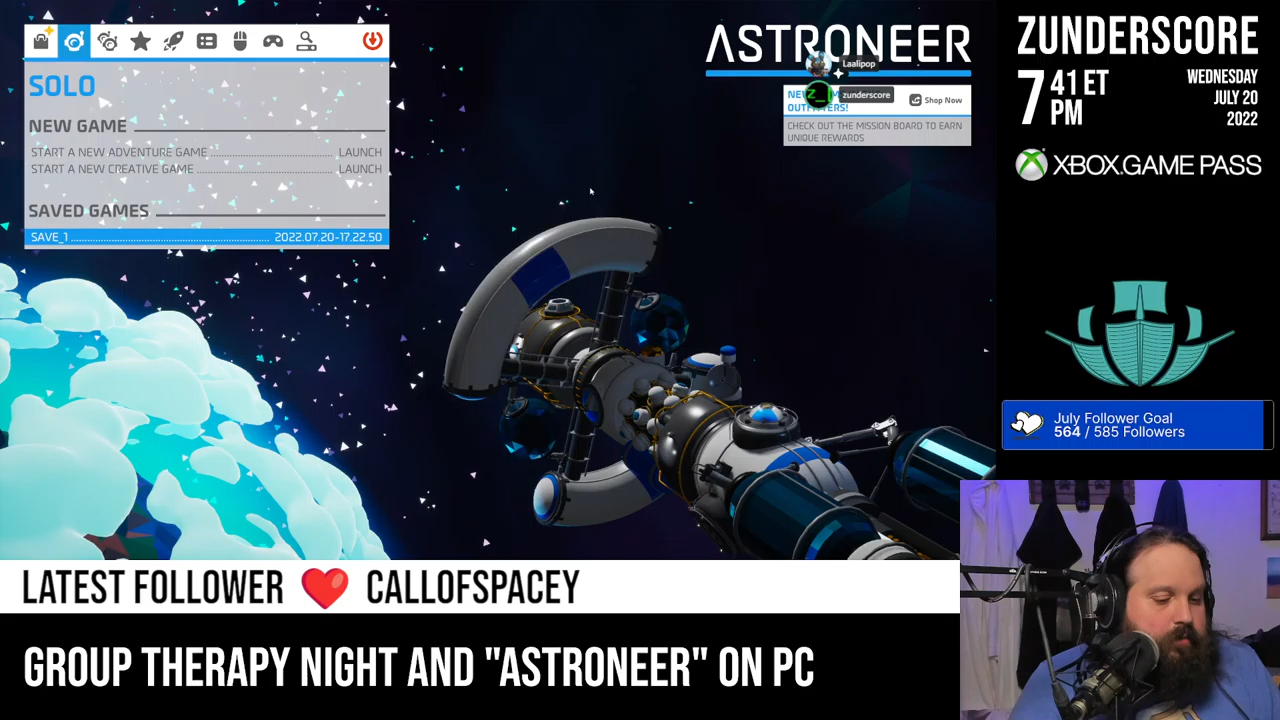 SOLO
NEW GAME
START A NEW ADVENTURE GAME LAUNCH
START A NEW CREATIVE GAME LAUNCH
SAVED GAMES
SAVE_1 2022.07.20-17.22.50
ASTRONEER
Laalipop
zunderscore
OUTFITTERS!
Shop Now
CHECK OUT THE MISSION BOARD TO EARN
UNIQUE REWARDS
ZUNDERSCORE
7 41 ET
PM
WEDNESDAY
JULY 20
2022
XBOX GAME PASS
July Follower Goal
564 / 585 Followers
LATEST FOLLOWER ❤ CALLOFSPACEY
GROUP THERAPY NIGHT AND "ASTRONEER" ON PC